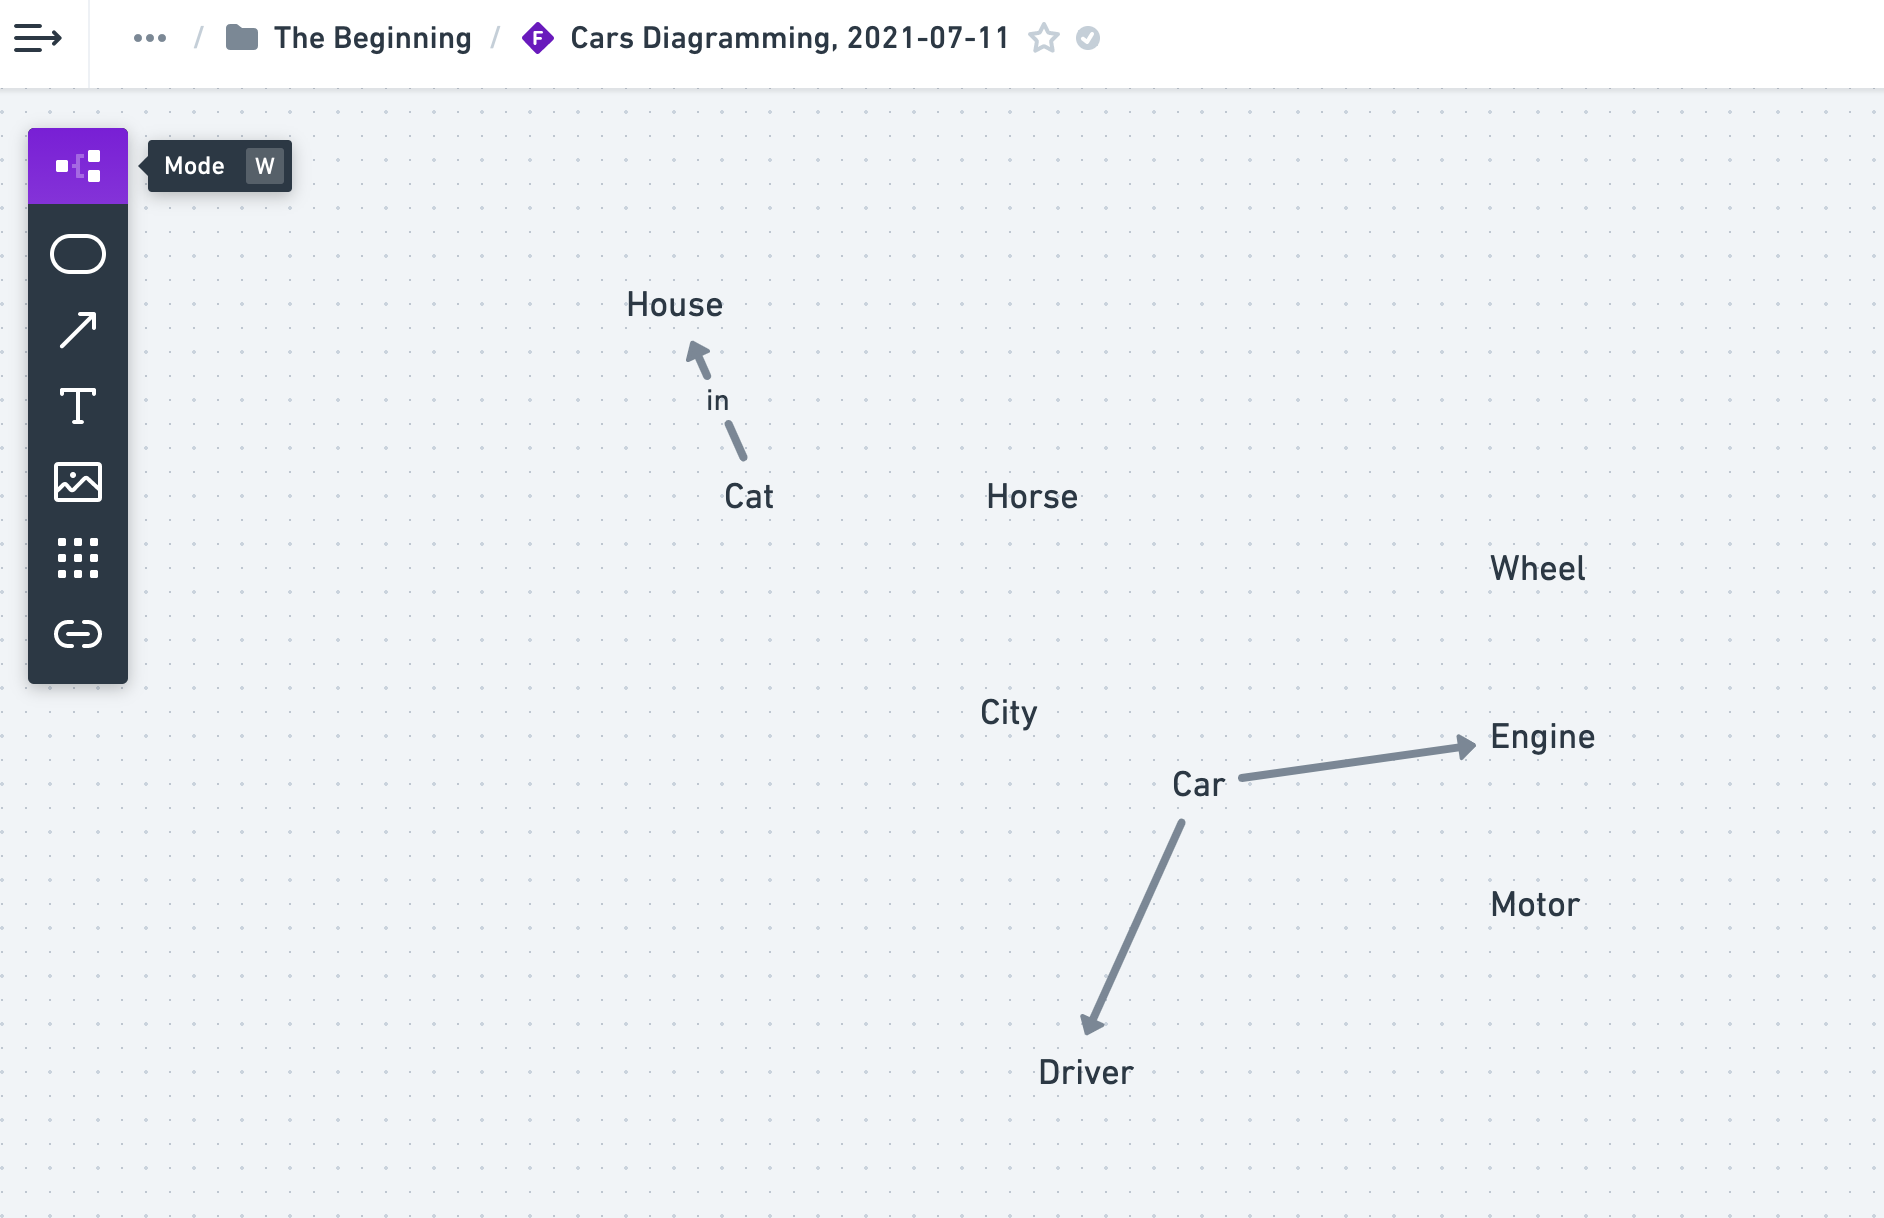 The Beginning / Cars Diagramming, 2021-07-11
Mode W
House
in
Cat
Horse
Wheel
City
Engine
Car
Motor
Driver